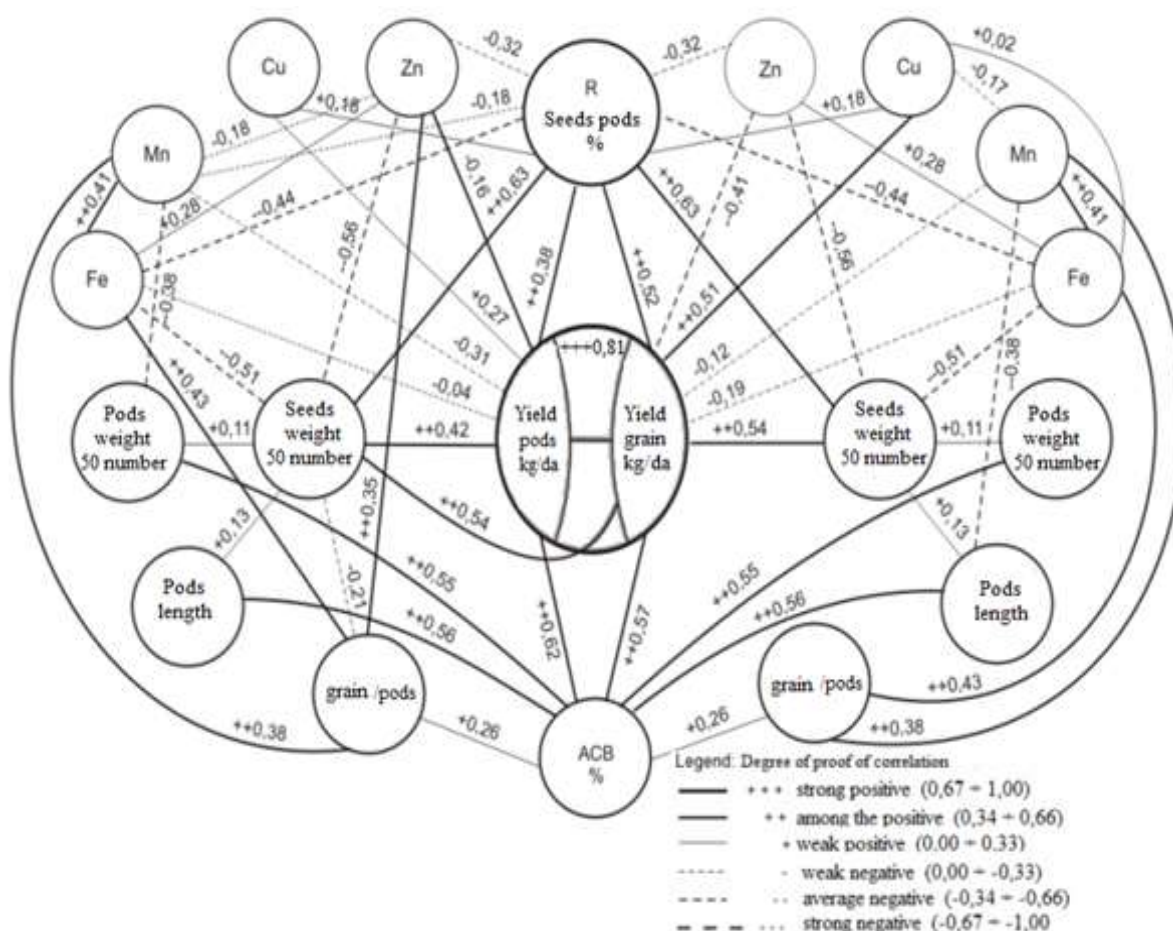 Cu
Zn
-0,32
R
Seeds pods
%
-0,32
Zn
Cu
+0,02
-0,17
+0,18
-0,18
+0,18
Mn
-0,18
-0,16
++0,63
++0,63
--0,41
+0,28
Mn
++0,41
+0,28
--0,44
--0,56
--0,44
--0,56
++0,41
Fe
--0,38
++0,38
++0,52
++0,51
Fe
+0,27
-0,31
+++0,81
-0,12
-0,19
--0,38
++0,43
--0,51
-0,04
--0,51
Pods
weight
50 number
+0,11
Seeds
weight
50 number
++0,42
Yield
pods
kg/da
Yield
grain
kg/da
++0,54
Seeds
weight
50 number
+0,11
Pods
weight
50 number
++0,35
++0,54
+0,13
+0,13
Pods
length
-0,21
++0,55
++0,56
++0,62
++0,57
++0,55
++0,56
Pods
length
grain /pods
grain /pods
++0,43
++0,38
+0,26
ACB
%
+0,26
++0,38
Legend: Degree of proof of correlation
+++ strong positive (0,67 ÷ 1,00)
++ among the positive (0,34 ÷ 0,66)
+ weak positive (0.00 ÷ 0.33)
- weak negative (0,00 ÷ -0,33)
-- average negative (-0,34 ÷ -0,66)
--- strong negative (-0,67 ÷ -1,00